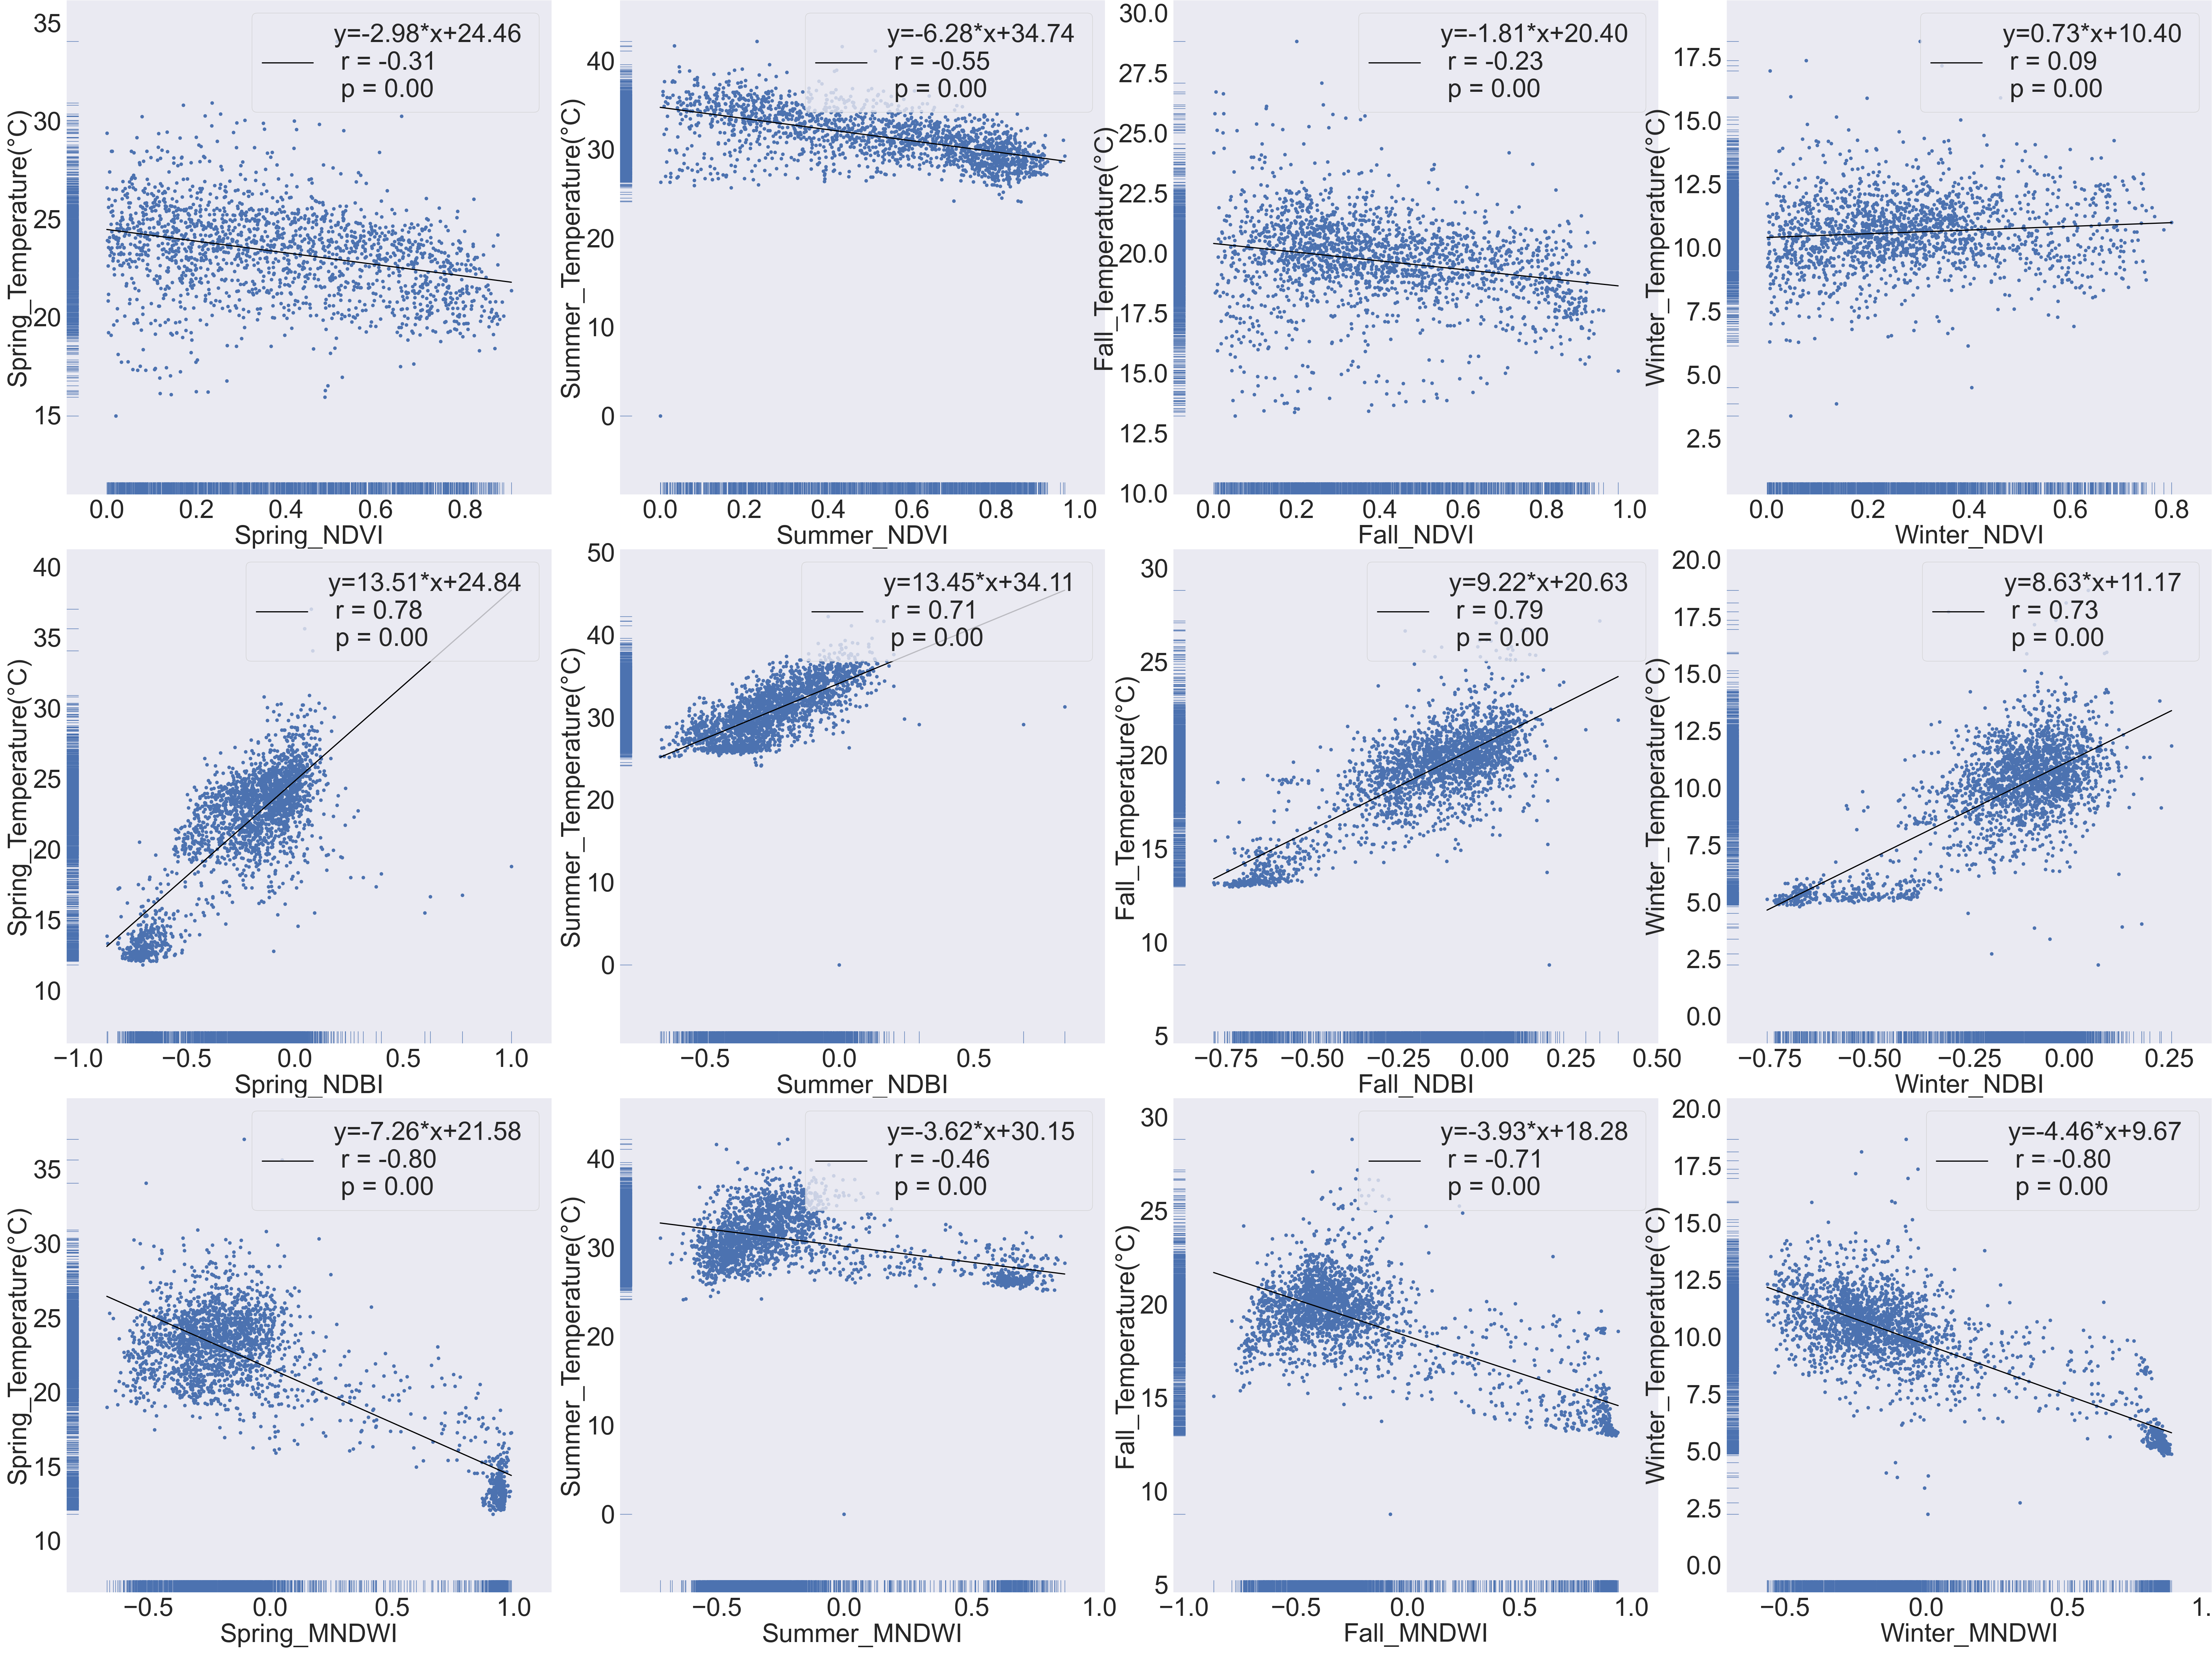 y=-2.98*x+24.46
r = -0.31
p = 0.00
35
30
25
20
15
Spring_Temperature(°C)
0.0 0.2 0.4 0.6 0.8
Spring_NDVI
y=-6.28*x+34.74
r = -0.55
p = 0.00
40
30
20
10
0
Summer_Temperature(°C)
0.0 0.2 0.4 0.6 0.8 1.0
Summer_NDVI
y=-1.81*x+20.40
r = -0.23
p = 0.00
30.0
27.5
25.0
22.5
20.0
17.5
15.0
12.5
10.0
Fall_Temperature(°C)
0.0 0.2 0.4 0.6 0.8 1.0
Fall_NDVI
y=0.73*x+10.40
r = 0.09
p = 0.00
17.5
15.0
12.5
10.0
7.5
5.0
2.5
Winter_Temperature(°C)
0.0 0.2 0.4 0.6 0.8
Winter_NDVI
y=13.51*x+24.84
r = 0.78
p = 0.00
40
35
30
25
20
15
10
Spring_Temperature(°C)
−1.0 −0.5 0.0 0.5 1.0
Spring_NDBI
y=13.45*x+34.11
r = 0.71
p = 0.00
50
40
30
20
10
0
Summer_Temperature(°C)
−0.5 0.0 0.5
Summer_NDBI
y=9.22*x+20.63
r = 0.79
p = 0.00
30
25
20
15
10
5
Fall_Temperature(°C)
−0.75 −0.50 −0.25 0.00 0.25 0.50
Fall_NDBI
y=8.63*x+11.17
r = 0.73
p = 0.00
20.0
17.5
15.0
12.5
10.0
7.5
5.0
2.5
0.0
Winter_Temperature(°C)
−0.75 −0.50 −0.25 0.00 0.25
Winter_NDBI
y=-7.26*x+21.58
r = -0.80
p = 0.00
35
30
25
20
15
10
Spring_Temperature(°C)
−0.5 0.0 0.5 1.0
Spring_MNDWI
y=-3.62*x+30.15
r = -0.46
p = 0.00
40
30
20
10
0
Summer_Temperature(°C)
−0.5 0.0 0.5 1.0
Summer_MNDWI
y=-3.93*x+18.28
r = -0.71
p = 0.00
30
25
20
15
10
5
Fall_Temperature(°C)
−1.0 −0.5 0.0 0.5 1.0
Fall_MNDWI
y=-4.46*x+9.67
r = -0.80
p = 0.00
20.0
17.5
15.0
12.5
10.0
7.5
5.0
2.5
0.0
Winter_Temperature(°C)
−0.5 0.0 0.5 1.
Winter_MNDWI